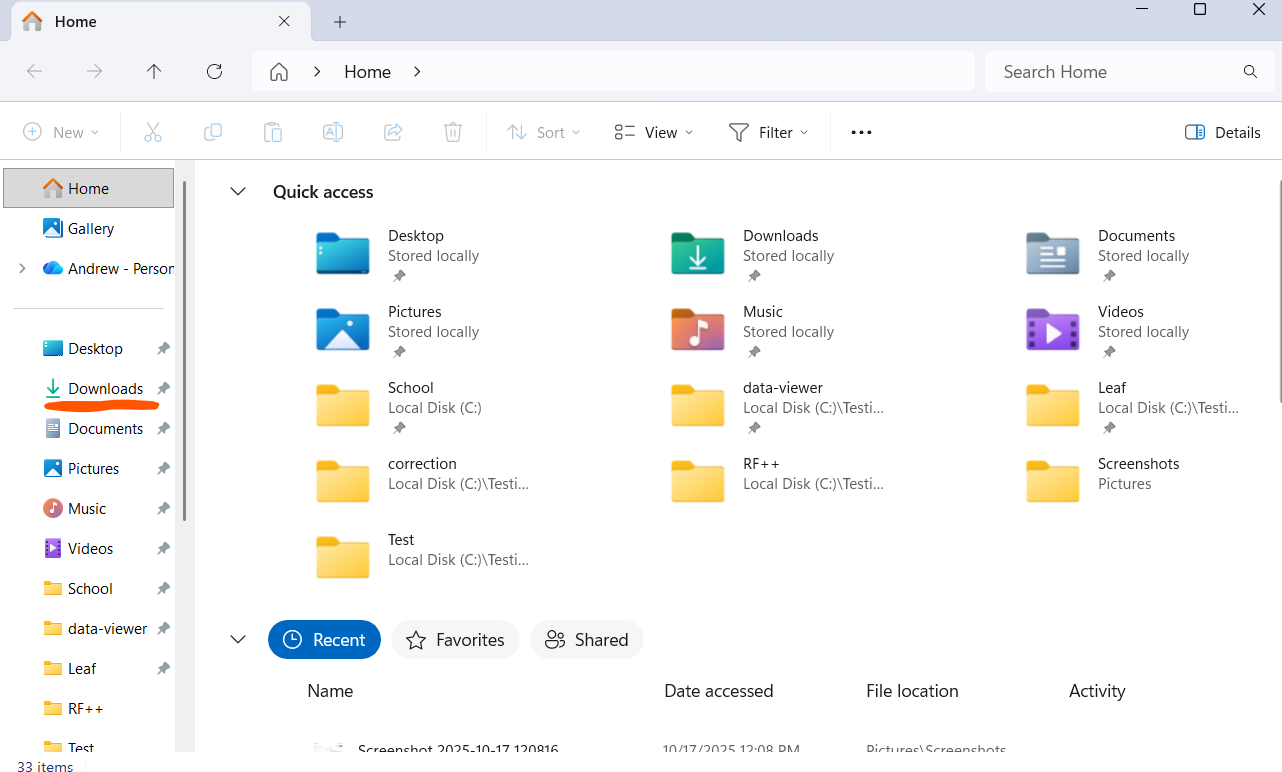 Home
Home
Search Home
New
Sort
View
Filter
Details
Home
Gallery
Andrew - Person
Desktop
Downloads
Documents
Pictures
Music
Videos
School
data-viewer
Leaf
RF++
Test
Quick access
Desktop
Stored locally
Downloads
Stored locally
Documents
Stored locally
Pictures
Stored locally
Music
Stored locally
Videos
Stored locally
School
Local Disk (C:)
data-viewer
Local Disk (C:)\Testi...
Leaf
Local Disk (C:)\Testi...
correction
Local Disk (C:)\Testi...
RF++
Local Disk (C:)\Testi...
Screenshots
Pictures
Test
Local Disk (C:)\Testi...
Recent
Favorites
Shared
Name Date accessed File location Activity
Screenshot 2025-10-17 120816 10/17/2025 12:08 PM Pictures\Screenshots
33 items